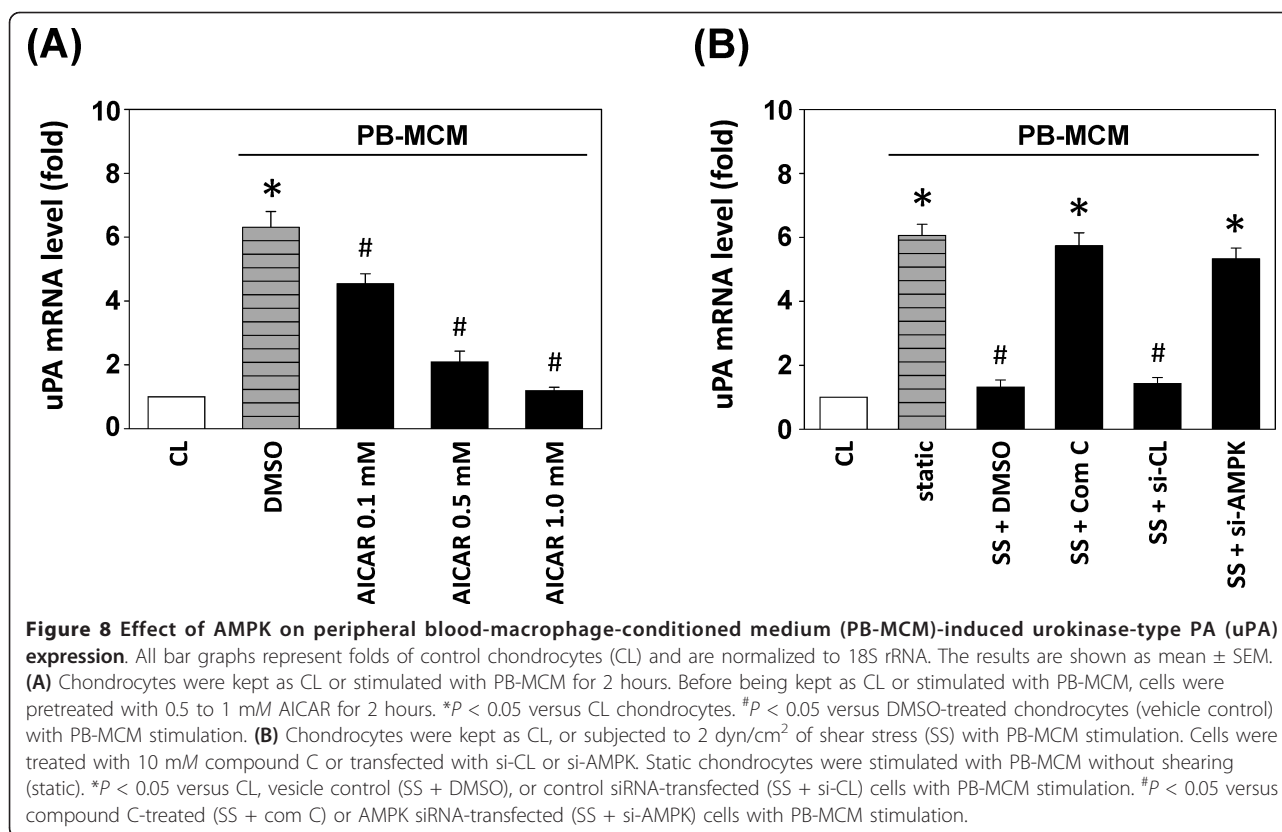 (A)
uPA mRNA level (fold)
10
8
6
4
2
0
PB-MCM
*
#
#
#
CL
DMSO
AICAR 0.1 mM
AICAR 0.5 mM
AICAR 1.0 mM
(B)
uPA mRNA level (fold)
10
8
6
4
2
0
PB-MCM
*
#
*
#
*
CL
static
SS + DMSO
SS + Com C
SS + si-CL
SS + si-AMPK
Figure 8 Effect of AMPK on peripheral blood-macrophage-conditioned medium (PB-MCM)-induced urokinase-type PA (uPA)
expression. All bar graphs represent folds of control chondrocytes (CL) and are normalized to 18S rRNA. The results are shown as mean ± SEM.
(A) Chondrocytes were kept as CL or stimulated with PB-MCM for 2 hours. Before being kept as CL or stimulated with PB-MCM, cells were
pretreated with 0.5 to 1 mM AICAR for 2 hours. *P < 0.05 versus CL chondrocytes. #P < 0.05 versus DMSO-treated chondrocytes (vehicle control)
with PB-MCM stimulation. (B) Chondrocytes were kept as CL, or subjected to 2 dyn/cm² of shear stress (SS) with PB-MCM stimulation. Cells were
treated with 10 mM compound C or transfected with si-CL or si-AMPK. Static chondrocytes were stimulated with PB-MCM without shearing
(static). *P < 0.05 versus CL, vesicle control (SS + DMSO), or control siRNA-transfected (SS + si-CL) cells with PB-MCM stimulation. #P < 0.05 versus
compound C-treated (SS + com C) or AMPK siRNA-transfected (SS + si-AMPK) cells with PB-MCM stimulation.